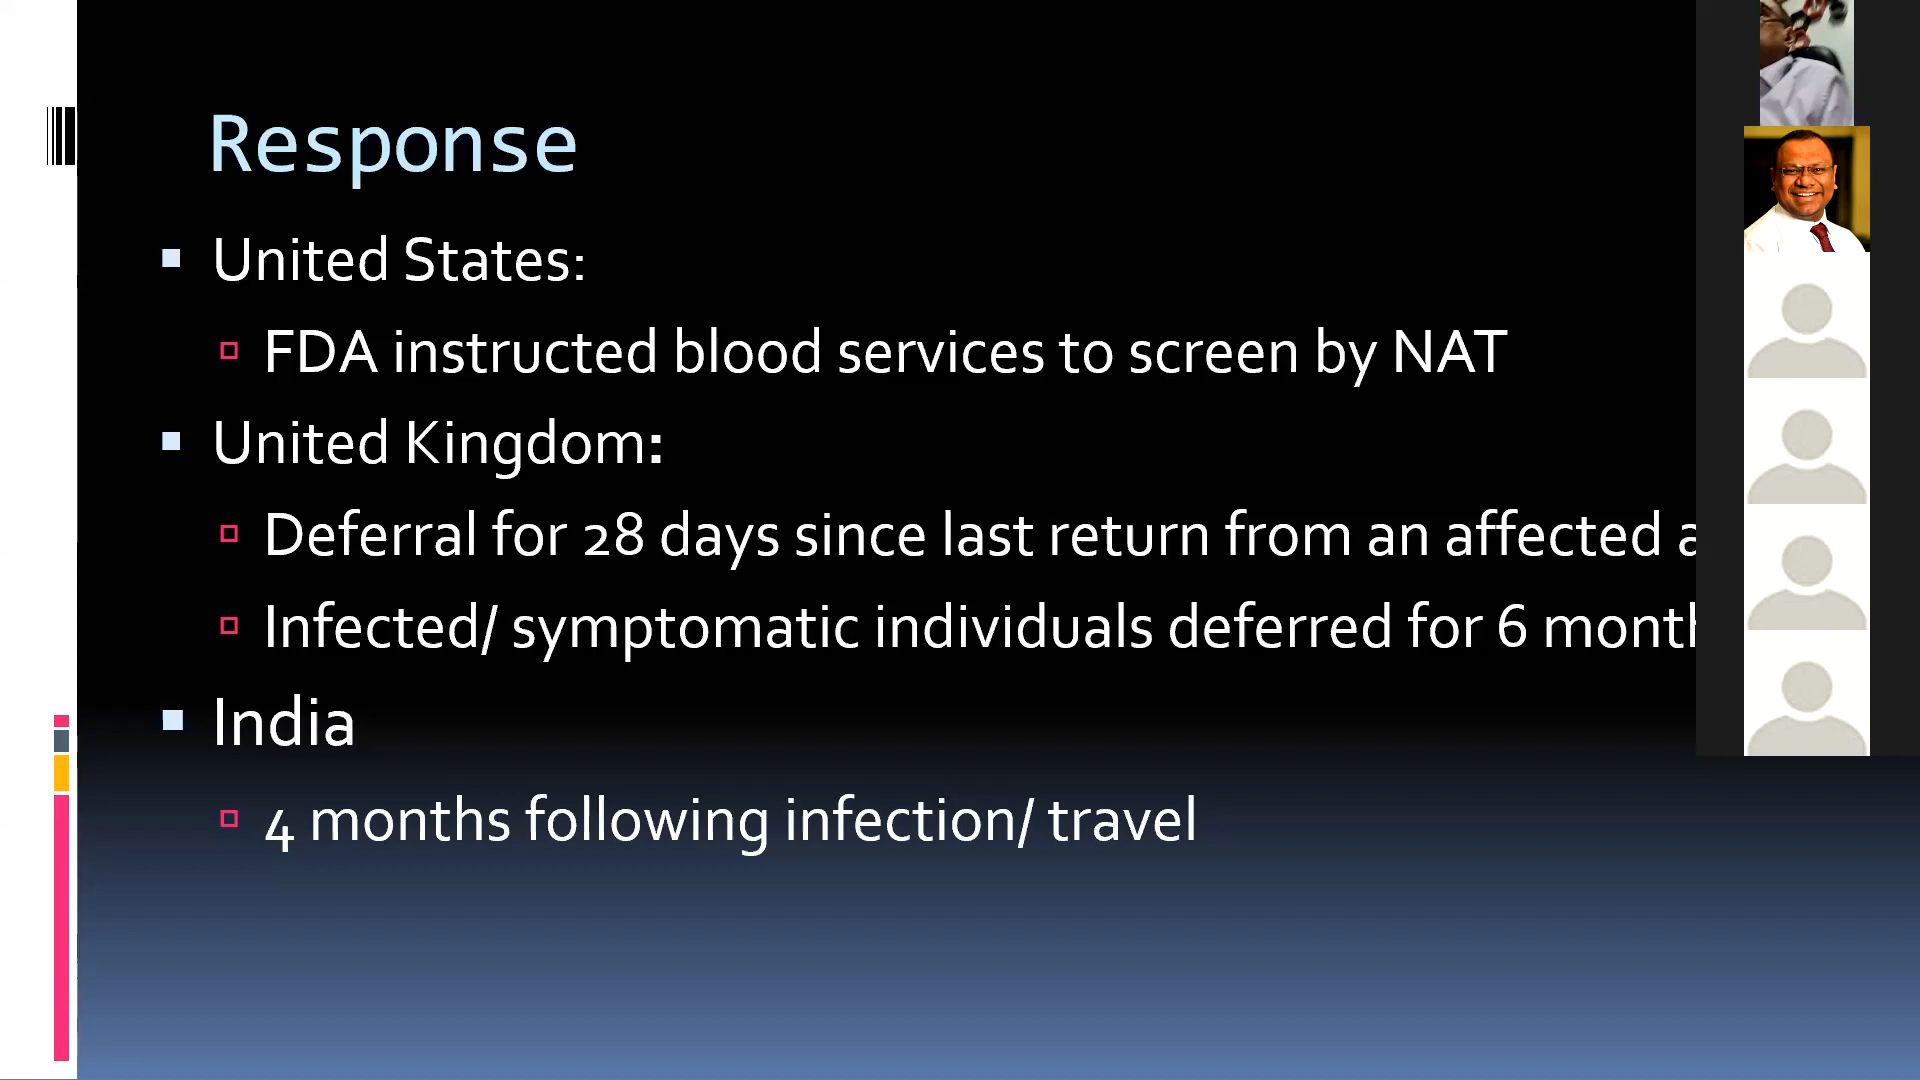 Response
United States:
FDA instructed blood services to screen by NAT
United Kingdom:
Deferral for 28 days since last return from an affected
Infected/ symptomatic individuals deferred for 6
India
4 months following infection/ travel